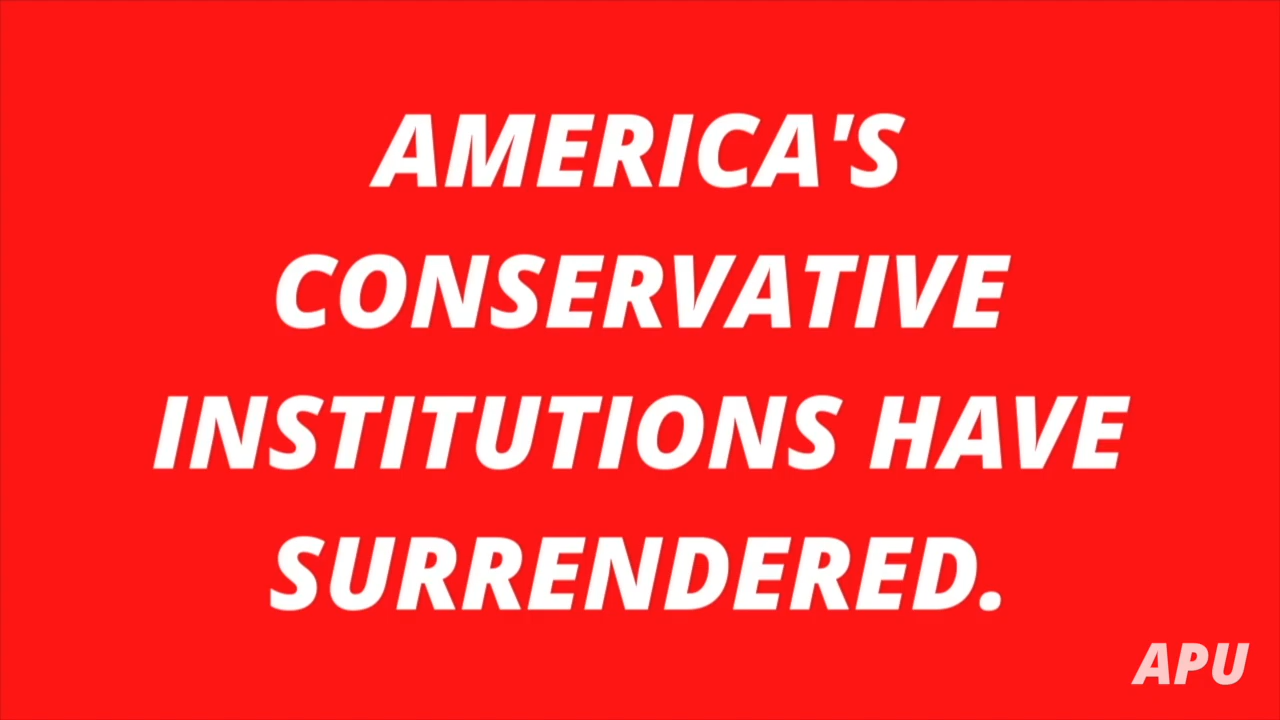 AMERICA'S
CONSERVATIVE
INSTITUTIONS HAVE
SURRENDERED.
APU